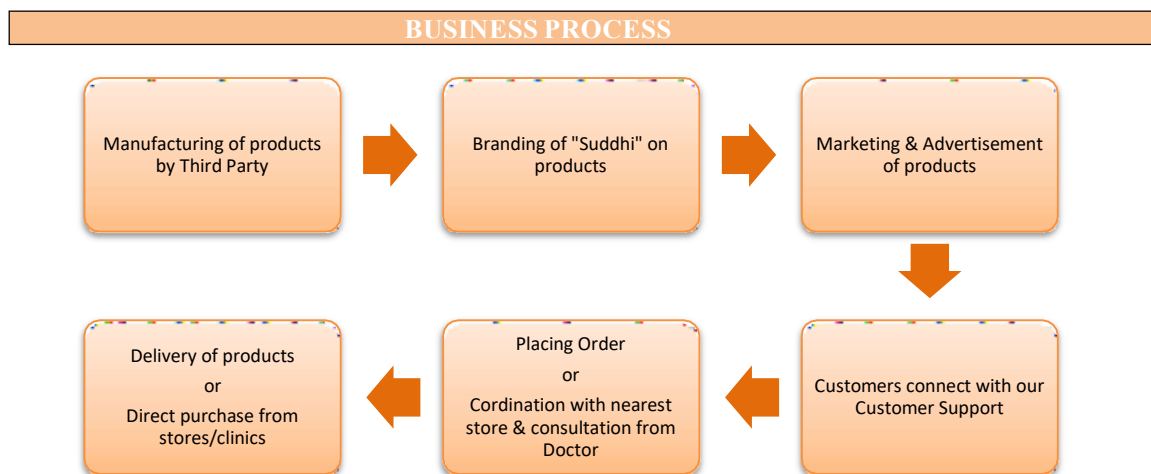 BUSINESS PROCESS
Manufacturing of products
by Third Party
Branding of "Suddhi" on
products
Marketing & Advertisement
of products
Customers connect with our
Customer Support
Placing Order
or
Cordination with nearest
store & consultation from
Doctor
Delivery of products
or
Direct purchase from
stores/clinics